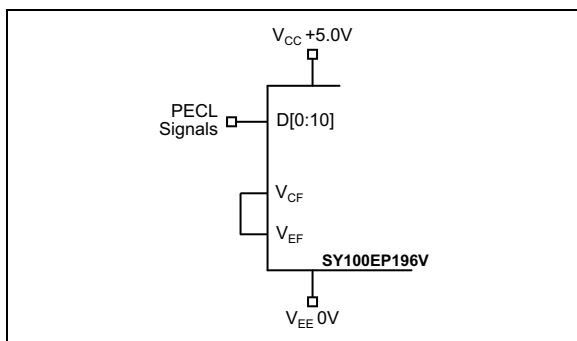 V_CC +5.0V
PECL
Signals
D[0:10]
V_CF
V_EF
SY100EP196V
V_EE 0V